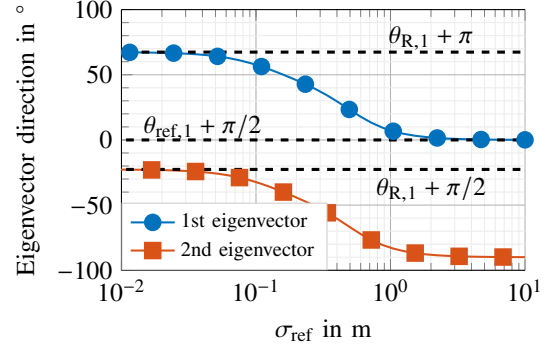 Eigenvector direction in °
100
50
0
−50
−100
θR,1 + π
θref,1 + π/2
θR,1 + π/2
1st eigenvector
2nd eigenvector
10−2 10−1 100 101
σref in m